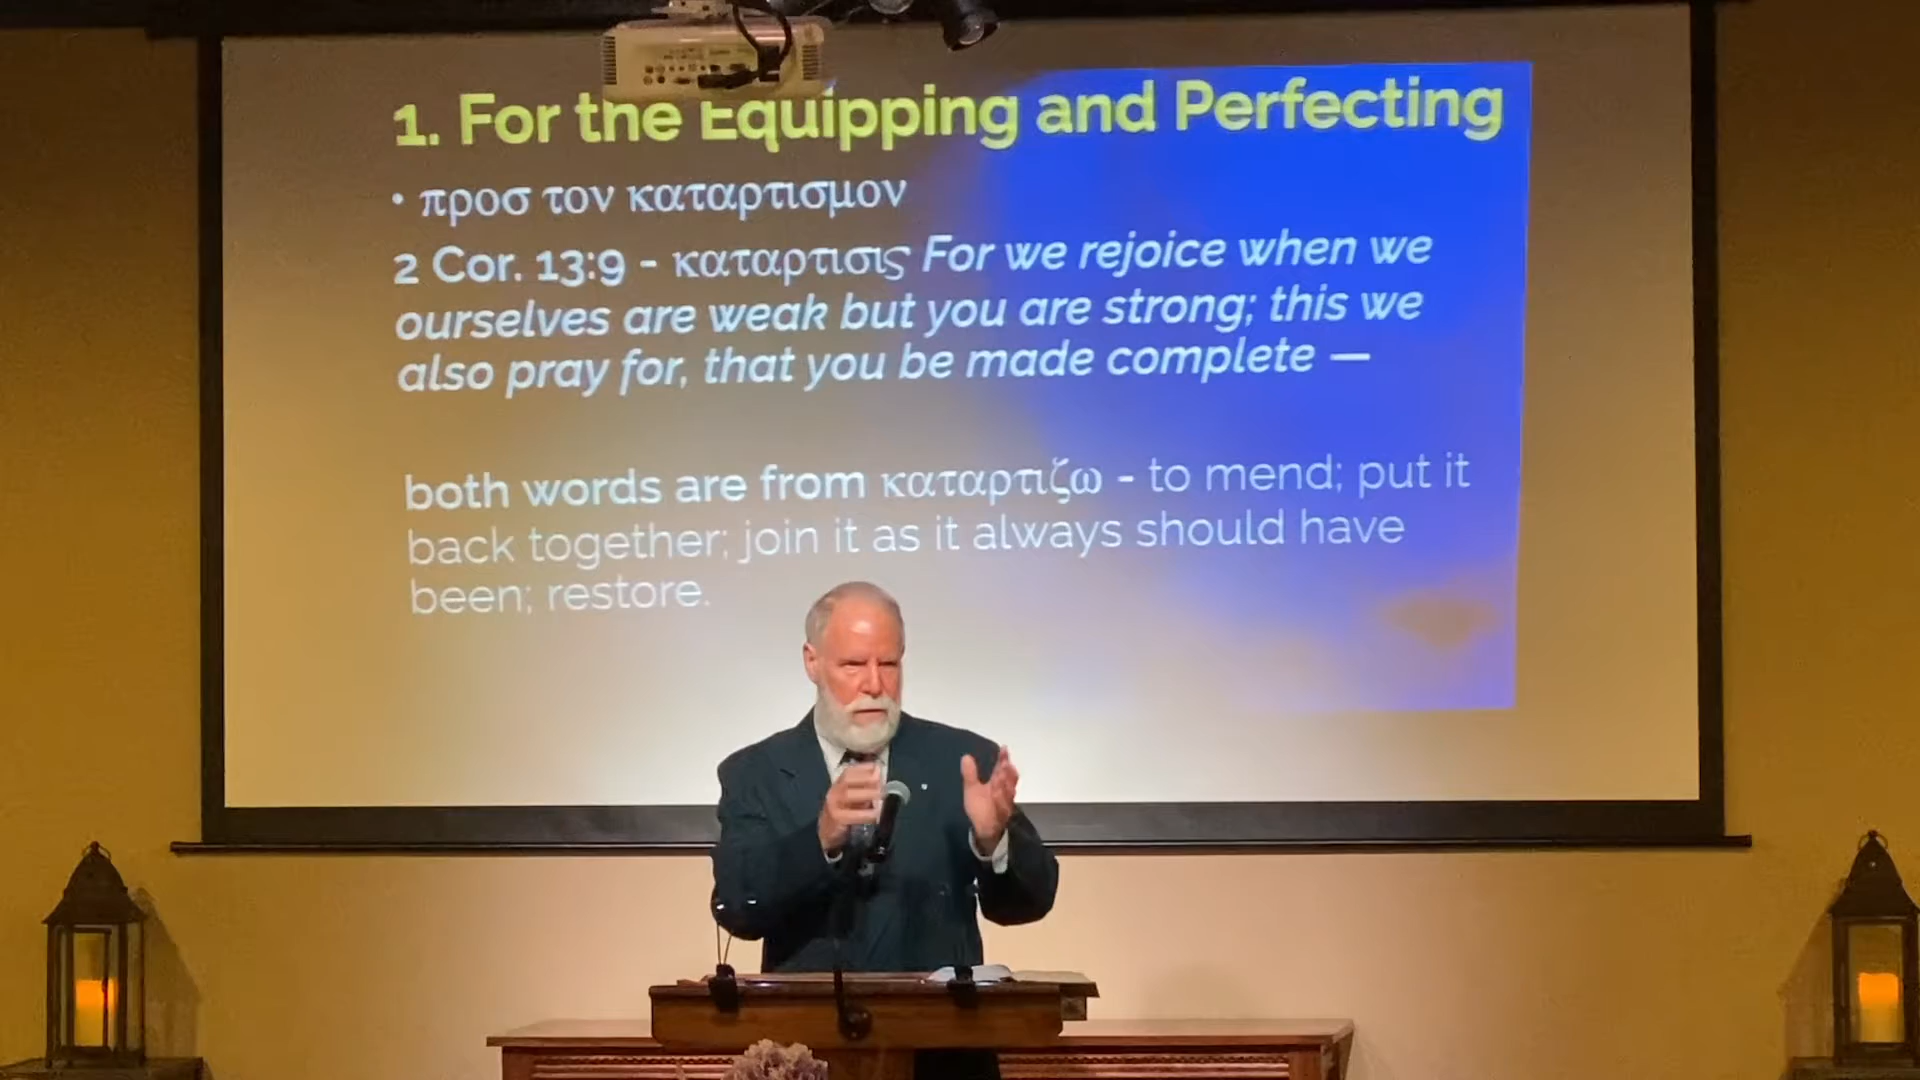 1. For the Equipping and Perfecting
• προσ τον καταρτισμον
2 Cor. 13:9 - καταρτισις For we rejoice when we
ourselves are weak but you are strong; this we
also pray for, that you be made complete —
both words are from καταρτιζω - to mend; put it
back together; join it as it always should have
been; restore.